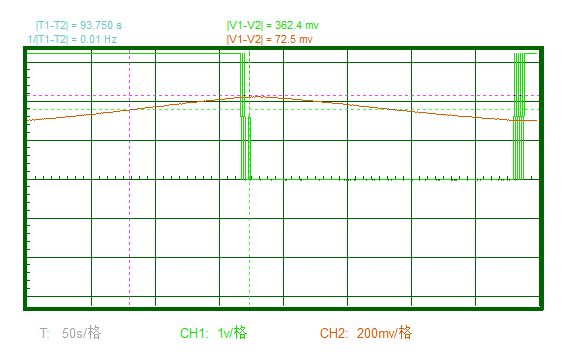 |T1-T2| = 93.750 s |V1-V2| = 362.4 mv
1/|T1-T2| = 0.01 Hz |V1-V2| = 72.5 mv
T: 50s/格 CH1: 1v/格 CH2: 200mv/格